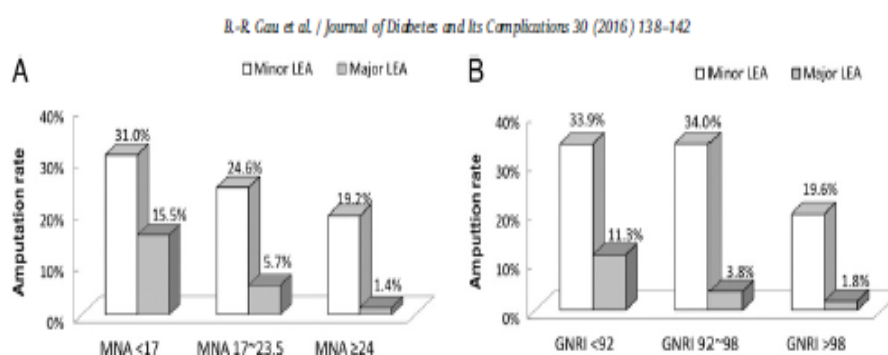 B.-R. Gau et al. / Journal of Diabetes and Its Complications 30 (2016) 138–142
A
Minor LEA Major LEA
Amputation rate
40%
30%
20%
10%
0%
31.0%
15.5%
24.6%
5.7%
19.2%
1.4%
MNA <17 MNA 17~23.5 MNA ≥24
B
Minor LEA Major LEA
Amputtion rate
40%
30%
20%
10%
0%
33.9%
11.3%
34.0%
3.8%
19.6%
1.8%
GNRI <92 GNRI 92~98 GNRI >98